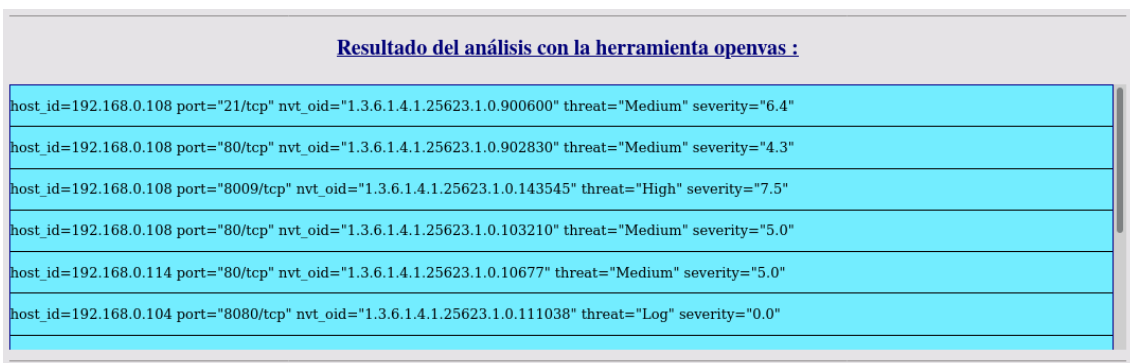 Resultado del análisis con la herramienta openvas :
host_id=192.168.0.108 port="21/tcp" nvt_oid="1.3.6.1.4.1.25623.1.0.900600" threat="Medium" severity="6.4"
host_id=192.168.0.108 port="80/tcp" nvt_oid="1.3.6.1.4.1.25623.1.0.902830" threat="Medium" severity="4.3"
host_id=192.168.0.108 port="8009/tcp" nvt_oid="1.3.6.1.4.1.25623.1.0.143545" threat="High" severity="7.5"
host_id=192.168.0.108 port="80/tcp" nvt_oid="1.3.6.1.4.1.25623.1.0.103210" threat="Medium" severity="5.0"
host_id=192.168.0.114 port="80/tcp" nvt_oid="1.3.6.1.4.1.25623.1.0.10677" threat="Medium" severity="5.0"
host_id=192.168.0.104 port="8080/tcp" nvt_oid="1.3.6.1.4.1.25623.1.0.111038" threat="Log" severity="0.0"